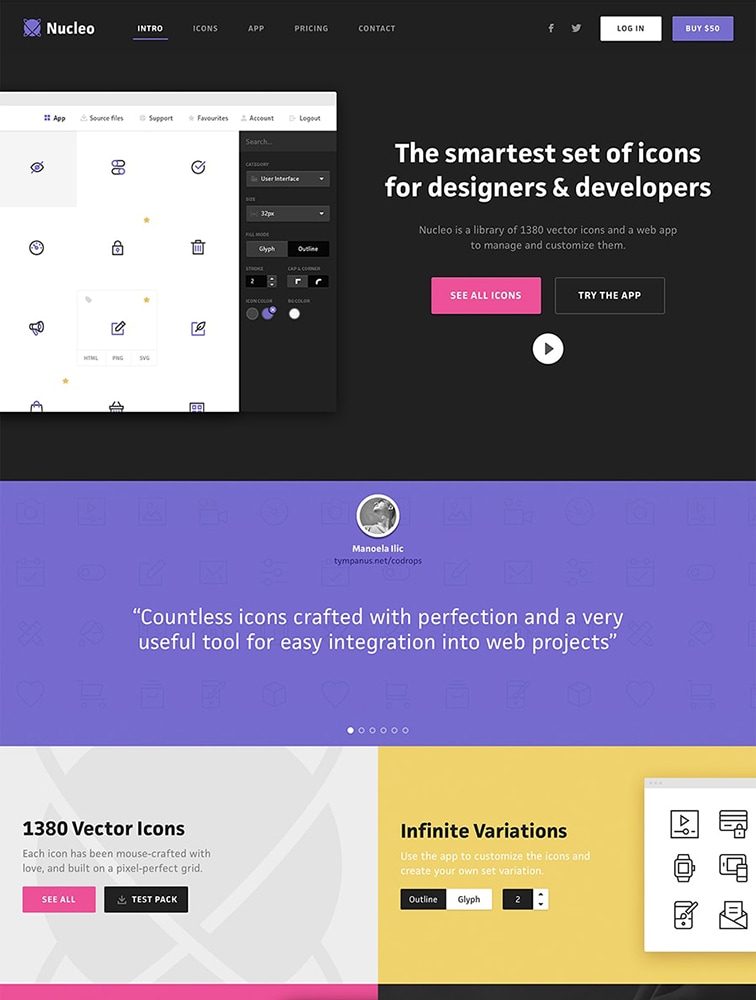 Nucleo
INTRO
ICONS
APP
PRICING
CONTACT
LOG IN
BUY $50
App
Source files
Support
Favourites
Account
Logout
Search...
CATEGORY
User Interface
SIZE
32px
FILL MODE
Glyph
Outline
STROKE
CAP & CORNER
2
ICON COLOR
BG COLOR
HTML
PNG
SVG
The smartest set of icons
for designers & developers
Nucleo is a library of 1380 vector icons and a web app
to manage and customize them.
SEE ALL ICONS
TRY THE APP
Manoela Ilic
tympanus.net/codrops
“Countless icons crafted with perfection and a very
useful tool for easy integration into web projects”
1380 Vector Icons
Each icon has been mouse-crafted with
love, and built on a pixel-perfect grid.
SEE ALL
TEST PACK
Infinite Variations
Use the app to customize the icons and
create your own set variation.
Outline
Glyph
2